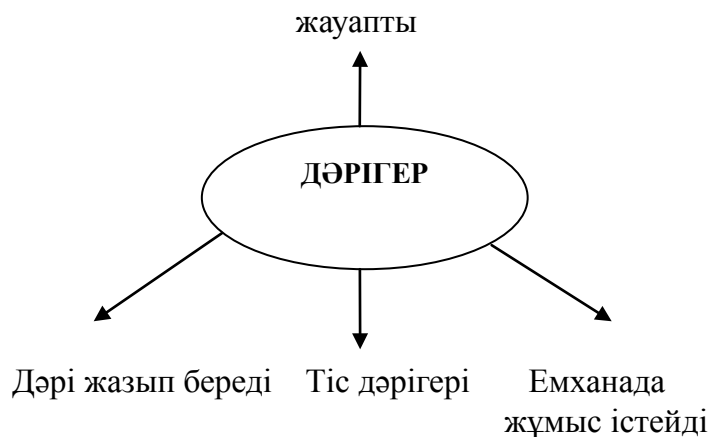 жауапты
ДӘРІГЕР
Дәрі жазып береді Тіс дәрігері Емханада
жұмыс істейді